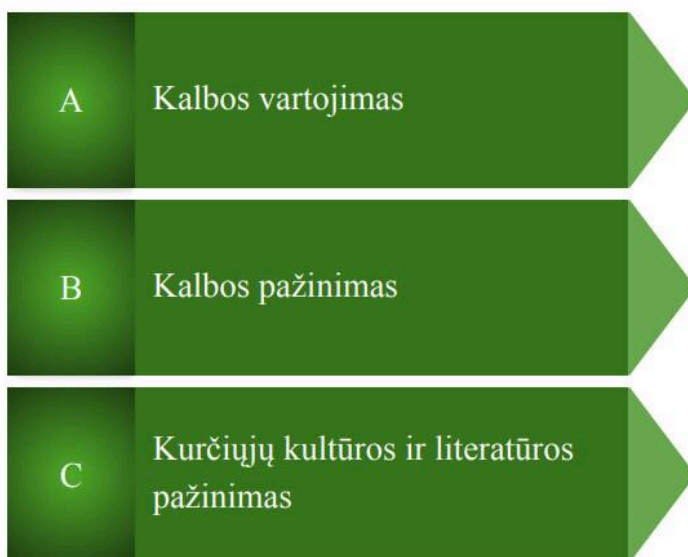 A
Kalbos vartojimas
B
Kalbos pažinimas
C
Kurčiųjų kultūros ir literatūros
pažinimas